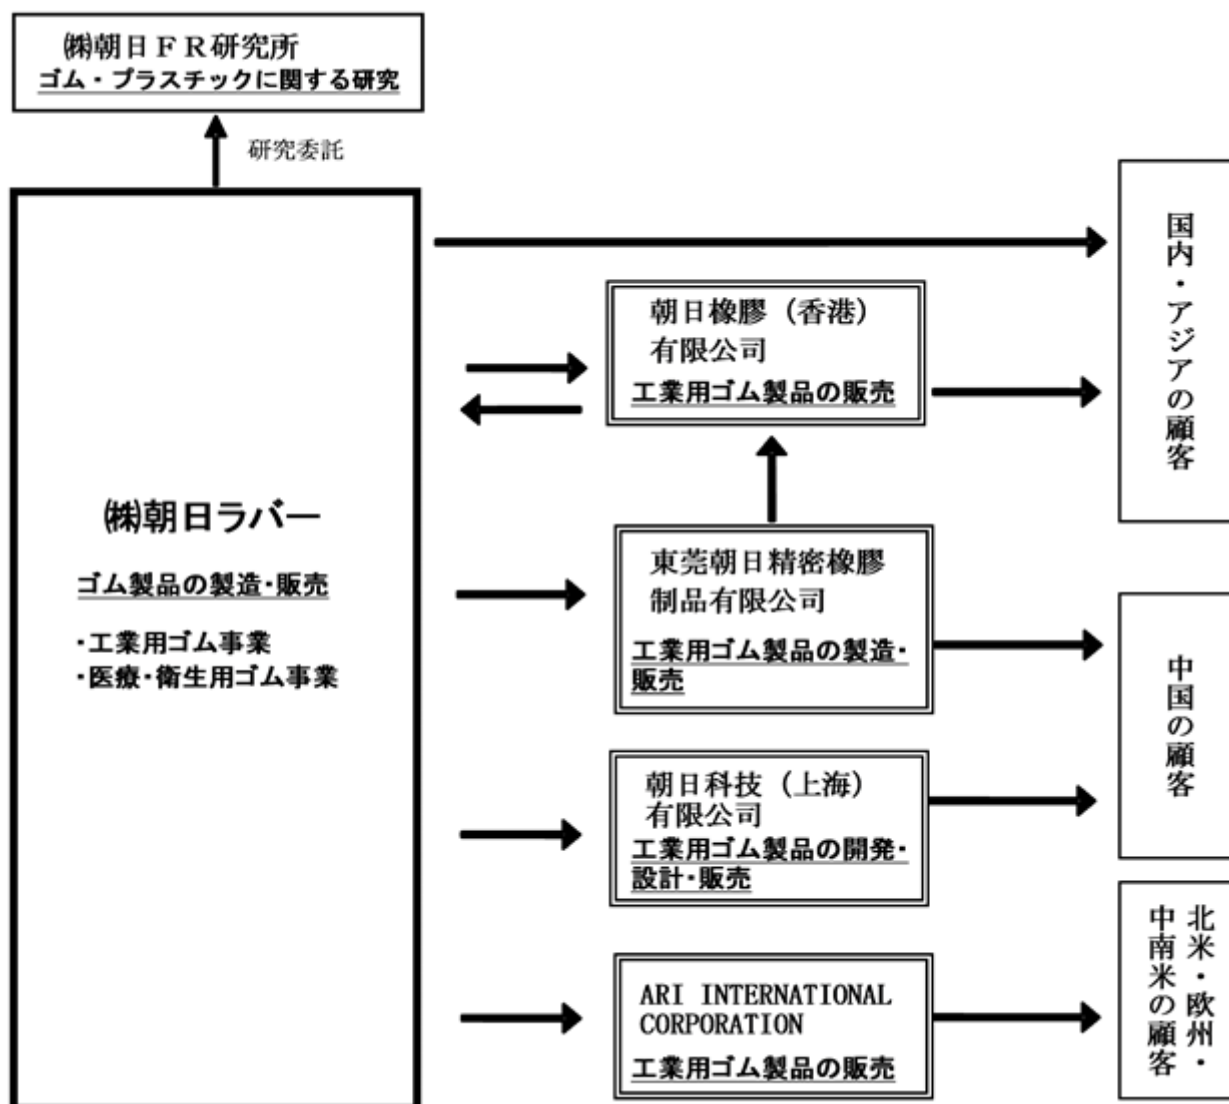 ㈱朝日ＦＲ研究所
ゴム・プラスチックに関する研究
研究委託
㈱朝日ラバー
ゴム製品の製造・販売
・工業用ゴム事業
・医療・衛生用ゴム事業
朝日橡膠（香港）
有限公司
工業用ゴム製品の販売
東莞朝日精密橡膠
制品有限公司
工業用ゴム製品の製造・
販売
朝日科技（上海）
有限公司
工業用ゴム製品の開発・
設計・販売
ARI INTERNATIONAL
CORPORATION
工業用ゴム製品の販売
国内・アジアの顧客
中国の顧客
北米・欧州・
中南米の顧客